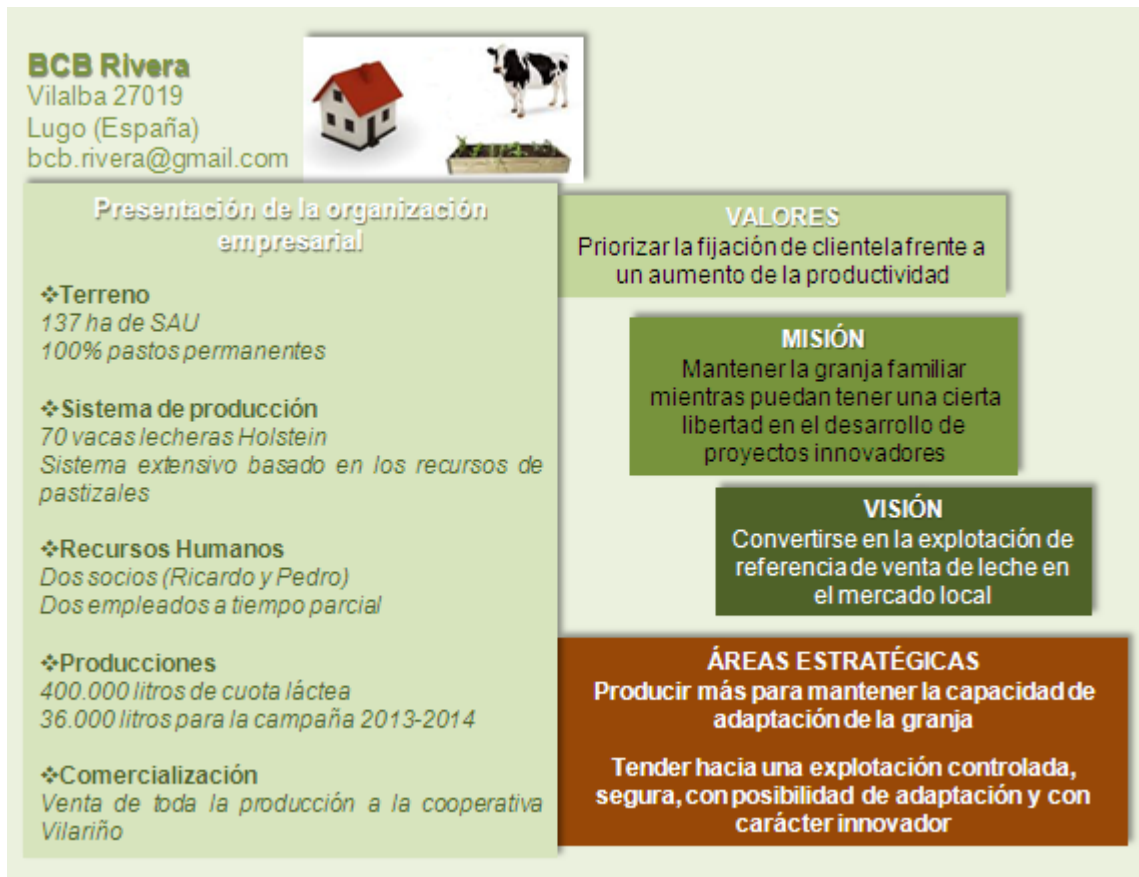 BCB Rivera
Vilalba 27019
Lugo (España)
bcb.rivera@gmail.com
Presentación de la organización
empresarial
❖Terreno
137 ha de SAU
100% pastos permanentes
❖Sistema de producción
70 vacas lecheras Holstein
Sistema extensivo basado en los recursos de
pastizales
❖Recursos Humanos
Dos socios (Ricardo y Pedro)
Dos empleados a tiempo parcial
❖Producciones
400.000 litros de cuota láctea
36.000 litros para la campaña 2013-2014
❖Comercialización
Venta de toda la producción a la cooperativa
Vilariño
VALORES
Priorizar la fijación de clientela frente a
un aumento de la productividad
MISIÓN
Mantener la granja familiar
mientras puedan tener una cierta
libertad en el desarrollo de
proyectos innovadores
VISIÓN
Convertirse en la explotación de
referencia de venta de leche en
el mercado local
ÁREAS ESTRATÉGICAS
Producir más para mantener la capacidad de
adaptación de la granja
Tender hacia una explotación controlada,
segura, con posibilidad de adaptación y con
carácter innovador